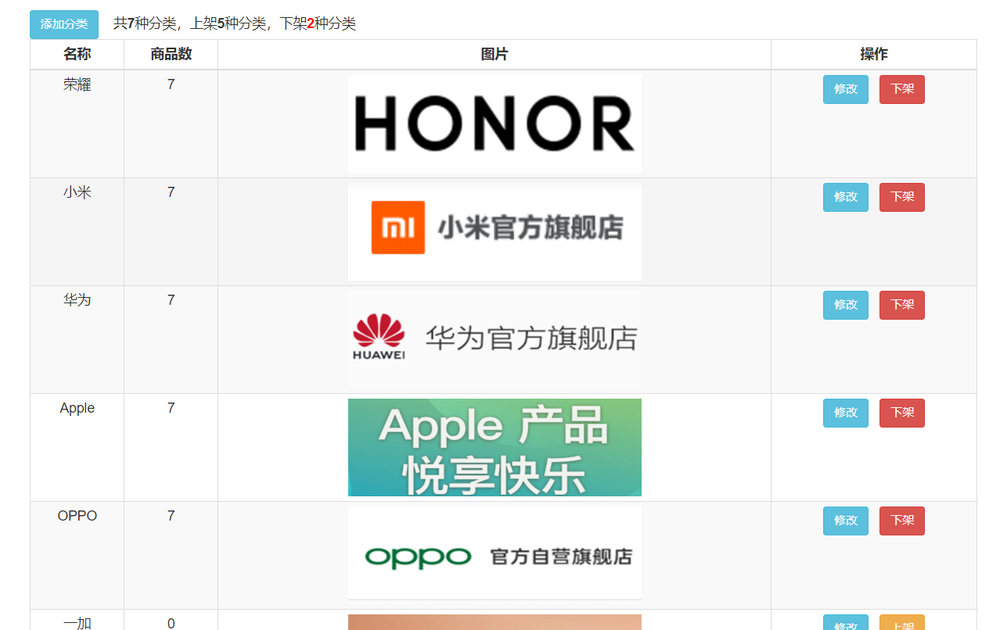 添加分类 共7种分类，上架5种分类，下架2种分类
名称 商品数 图片 操作
荣耀 7 HONOR 修改 下架
小米 7 mi 小米官方旗舰店 修改 下架
华为 7 HUAWEI 华为官方旗舰店 修改 下架
Apple 7 Apple 产品 修改 下架
悦享快乐
OPPO 7 oppo 官方自营旗舰店 修改 下架
一加 0 修改 上架